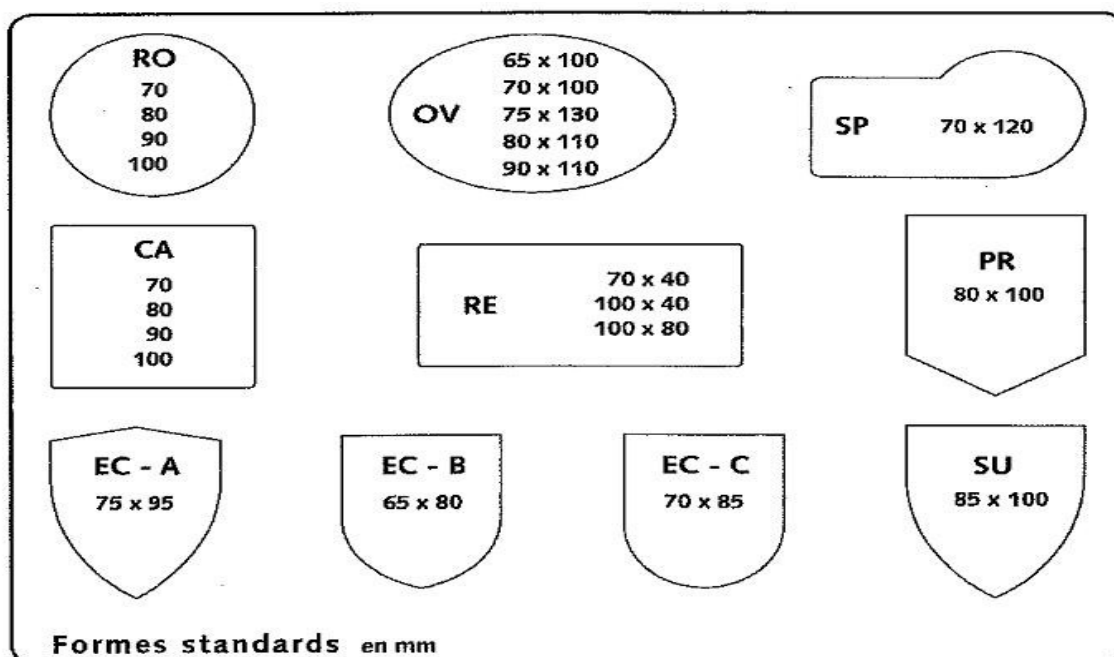 RO
70
80
90
100
OV
65 x 100
70 x 100
75 x 130
80 x 110
90 x 110
SP
70 x 120
CA
70
80
90
100
RE
70 x 40
100 x 40
100 x 80
PR
80 x 100
EC - A
75 x 95
EC - B
65 x 80
EC - C
70 x 85
SU
85 x 100
Formes standards en mm